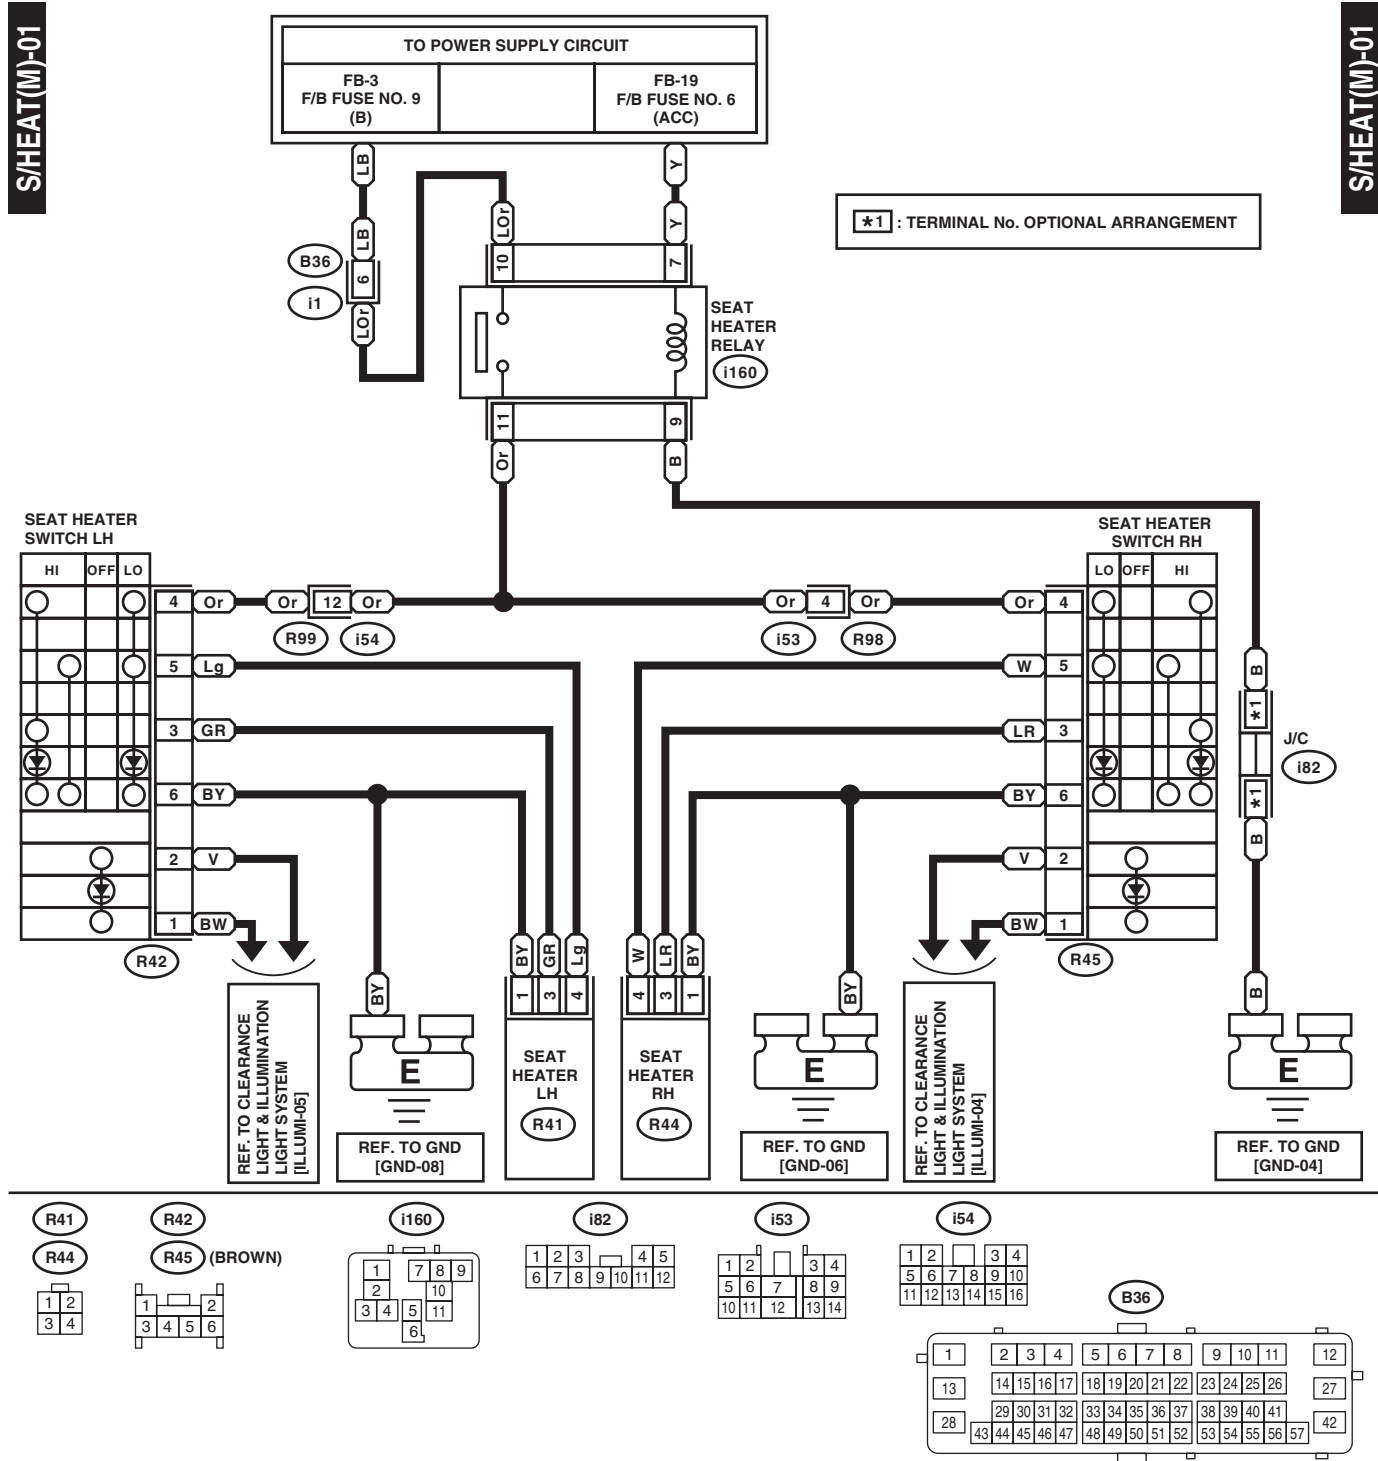 S/HEAT(M)-01
S/HEAT(M)-01
TO POWER SUPPLY CIRCUIT
FB-3
F/B FUSE NO. 9
(B)
FB-19
F/B FUSE NO. 6
(ACC)
LB
Y
LB
LOr
Y
*1 : TERMINAL No. OPTIONAL ARRANGEMENT
B36
6
i1
LOr
10
7
SEAT
HEATER
RELAY
i160
11
9
Or
B
SEAT HEATER
SWITCH LH
HI OFF LO
SEAT HEATER
SWITCH RH
LO OFF HI
4 Or Or 12 Or Or 4 Or Or 4
R99 i54 i53 R98
5 Lg W 5
B
3 GR LR 3
*1
J/C
i82
6 BY BY 6
*1
B
2 V V 2
1 BW BW 1
R42
R45
BY GR Lg
W LR BY
1 3 4
4 3 1
BY
BY
B
REF. TO CLEARANCE
LIGHT & ILLUMINATION
LIGHT SYSTEM
[ILLUMI-05]
E
REF. TO GND
[GND-08]
SEAT
HEATER
LH
R41
SEAT
HEATER
RH
R44
E
REF. TO GND
[GND-06]
REF. TO CLEARANCE
LIGHT & ILLUMINATION
LIGHT SYSTEM
[ILLUMI-04]
E
REF. TO GND
[GND-04]
R41
R44
1 2
3 4
R42
R45 (BROWN)
1 2
3 4 5 6
i160
1 7 8 9
2 10
3 4 5 11
6
i82
1 2 3 4 5
6 7 8 9 10 11 12
i53
1 2 3 4
5 6 7 8 9
10 11 12 13 14
i54
1 2 3 4
5 6 7 8 9 10
11 12 13 14 15 16
B36
1 2 3 4 5 6 7 8 9 10 11 12
13 14 15 16 17 18 19 20 21 22 23 24 25 26 27
28 29 30 31 32 33 34 35 36 37 38 39 40 41 42
43 44 45 46 47 48 49 50 51 52 53 54 55 56 57